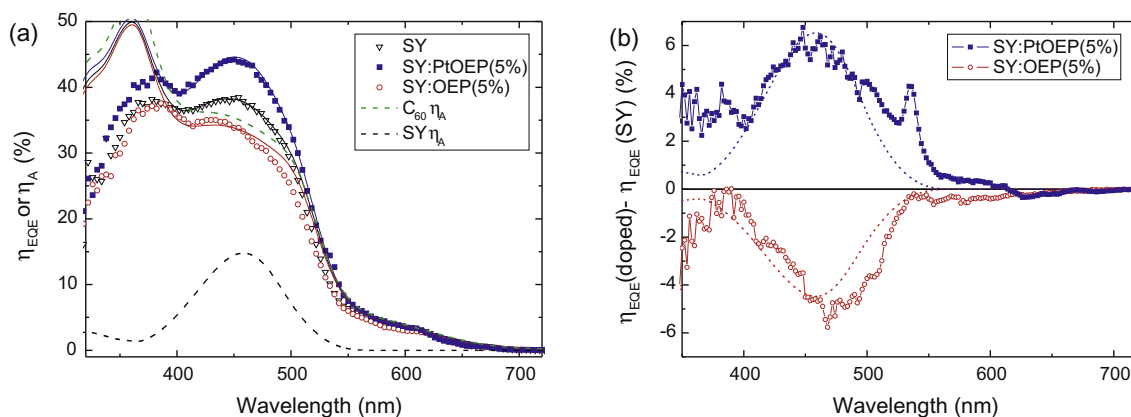 (a)
50
40
30
20
10
0
η_EQE or η_A (%)
SY
SY:PtOEP(5%)
SY:OEP(5%)
C₆₀ η_A
SY η_A
400 500 600 700
Wavelength (nm)
(b)
6
4
2
0
-2
-4
-6
η_EQE(doped)- η_EQE (SY) (%)
SY:PtOEP(5%)
SY:OEP(5%)
400 500 600 700
Wavelength (nm)